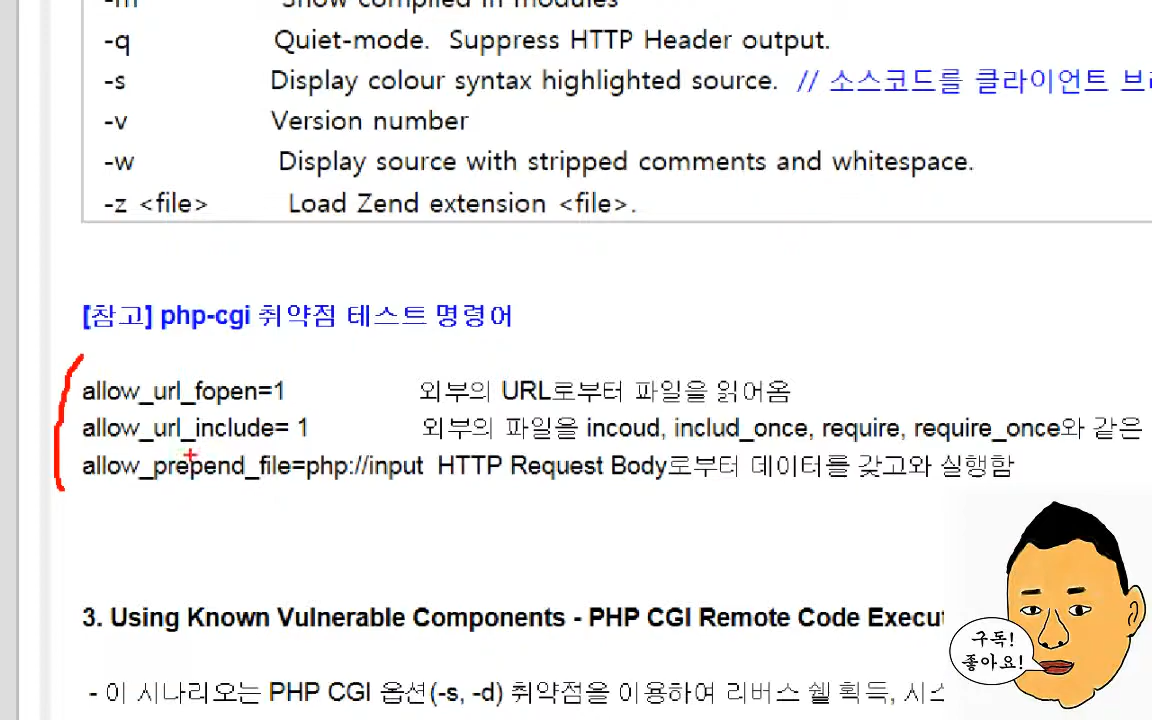 -m Show compiled in modules
-q Quiet-mode. Suppress HTTP Header output.
-s Display colour syntax highlighted source. // 소스코드를 클라이언트
-v Version number
-w Display source with stripped comments and whitespace.
-z <file> Load Zend extension <file>.
[참고] php-cgi 취약점 테스트 명령어
allow_url_fopen=1 외부의 URL로부터 파일을 읽어옴
allow_url_include= 1 외부의 파일을 incoud, includ_once, require, require_once와 같은
allow_prepend_file=php://input HTTP Request Body로부터 데이터를 갖고와 실행함
3. Using Known Vulnerable Components - PHP CGI Remote Code Execut
- 이 시나리오는 PHP CGI 옵션(-s, -d) 취약점을 이용하여 리버스 쉘 획득, 시스
구독!
좋아요!